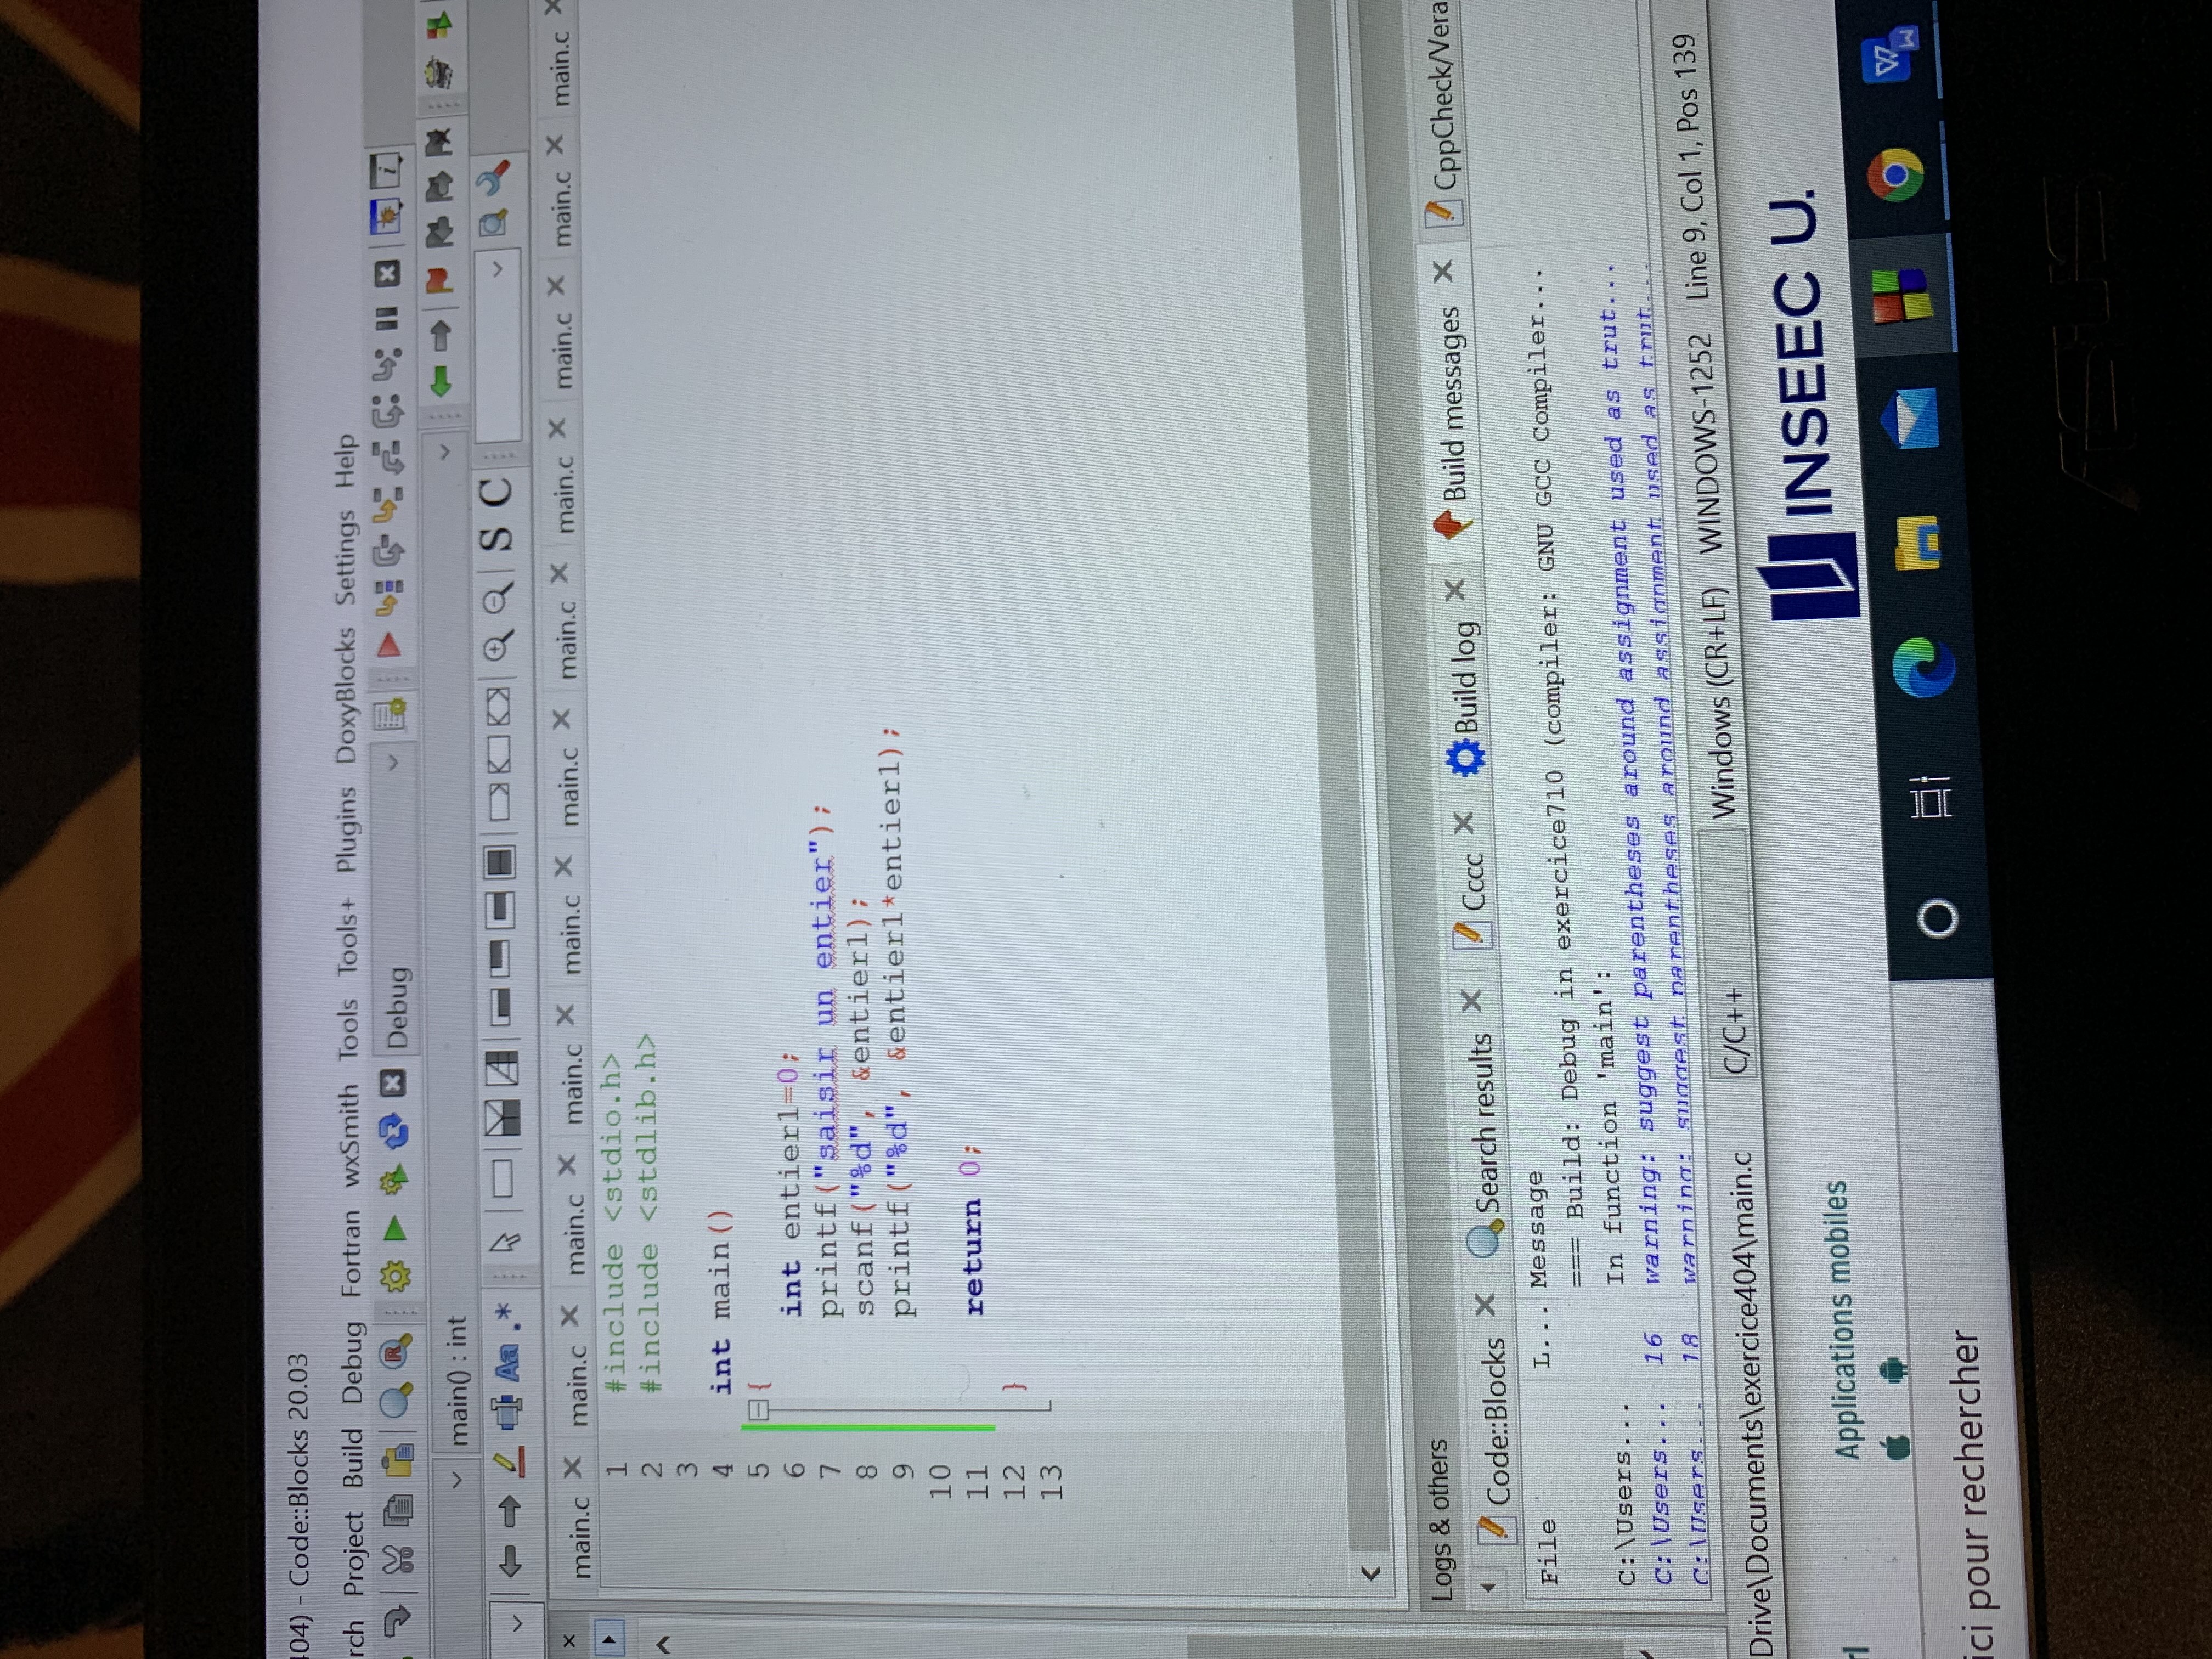 404) - Code::Blocks 20.03
rch Project Build Debug Fortran wxSmith Tools Tools+ Plugins DoxyBlocks Settings Help
Debug
main() : int
Aa .* S C
main.c main.c main.c main.c main.c main.c main.c main.c main.c main.c main.c
1 #include <stdio.h>
2 #include <stdlib.h>
3
4 int main()
5 {
6 int entier1=0;
7 printf("saisir un entier");
8 scanf("%d", &entier1);
9 printf("%d", &entier1*entier1);
10
11 return 0;
12 }
13
Logs & others
Code::Blocks Search results Cccc Build log Build messages CppCheck/Vera
File L... Message
=== Build: Debug in exercice710 (compiler: GNU GCC Compiler...
C:\Users... In function 'main':
C:\Users... 16 warning: suggest parentheses around assignment used as trut...
C:\Users... 18 warning: suggest parentheses around assignment used as trut...
Drive\Documents\exercice404\main.c C/C++ Windows (CR+LF) WINDOWS-1252 Line 9, Col 1, Pos 139
Applications mobiles
INSEEC U.
ici pour rechercher
ASUS